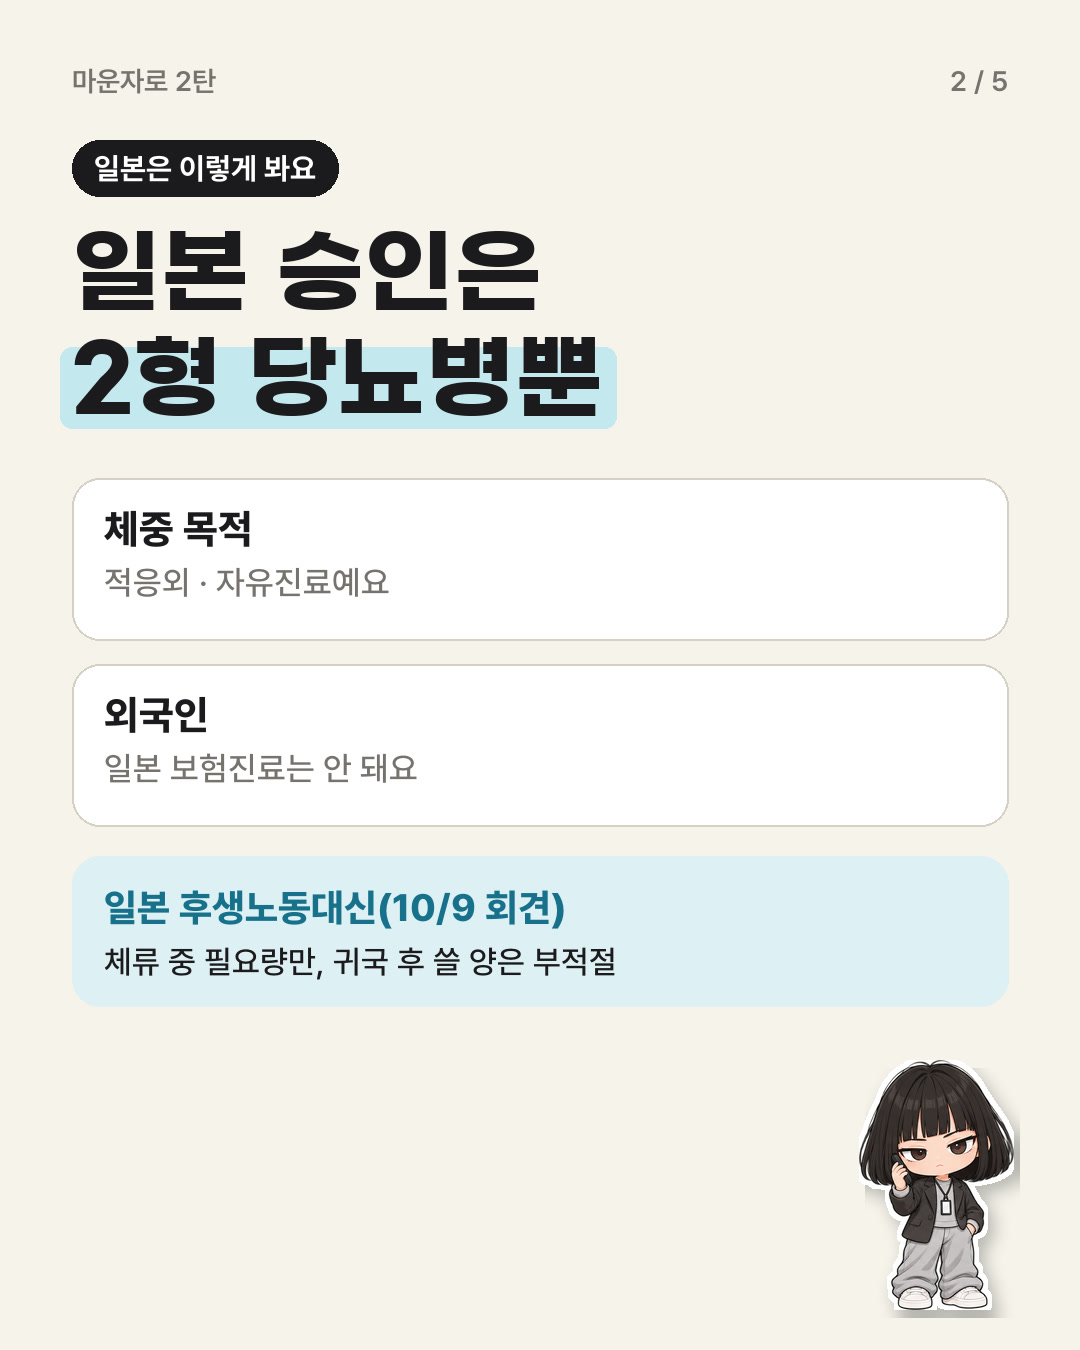 마운자로 2탄
2 / 5
일본은 이렇게 봐요
일본 승인은
2형 당뇨병뿐
체중 목적
적응외 · 자유진료예요
외국인
일본 보험진료는 안 돼요
일본 후생노동대신(10/9 회견)
체류 중 필요량만, 귀국 후 쓸 양은 부적절